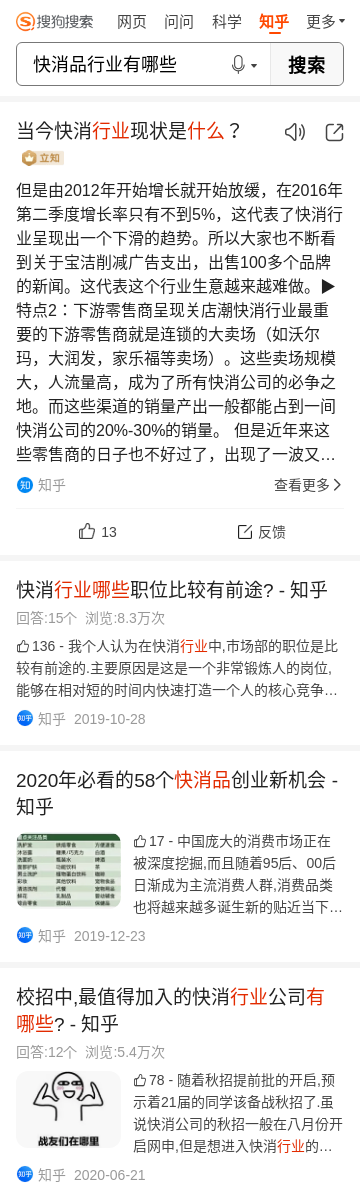 搜狗搜索 网页 问问 科学 知乎 更多
快消品行业有哪些 搜索
当今快消行业现状是什么？
立知
但是由2012年开始增长就开始放缓，在2016年
第二季度增长率只有不到5%，这代表了快消行
业呈现出一个下滑的趋势。所以大家也不断看
到关于宝洁削减广告支出，出售100多个品牌
的新闻。这代表这个行业生意越来越难做。▶
特点2：下游零售商呈现关店潮快消行业最重
要的下游零售商就是连锁的大卖场（如沃尔
玛，大润发，家乐福等卖场）。这些卖场规模
大，人流量高，成为了所有快消公司的必争之
地。而这些渠道的销量产出一般都能占到一间
快消公司的20%-30%的销量。 但是近年来这
些零售商的日子也不好过了，出现了一波又...
知 知乎 查看更多
13 反馈
快消行业哪些职位比较有前途? - 知乎
回答:15个 浏览:8.3万次
136 - 我个人认为在快消行业中,市场部的职位是比
较有前途的.主要原因是这是一个非常锻炼人的岗位,
能够在相对短的时间内快速打造一个人的核心竞争...
知乎 知乎 2019-10-28
2020年必看的58个快消品创业新机会 -
知乎
17 - 中国庞大的消费市场正在
被深度挖掘,而且随着95后、00后
日渐成为主流消费人群,消费品类
也将越来越多诞生新的贴近当下...
知乎 知乎 2019-12-23
校招中,最值得加入的快消行业公司有
哪些? - 知乎
回答:12个 浏览:5.4万次
78 - 随着秋招提前批的开启,预
示着21届的同学该备战秋招了.虽
说快消公司的秋招一般在八月份开
启网申,但是想进入快消行业的...
战友们在哪里
知乎 知乎 2020-06-21